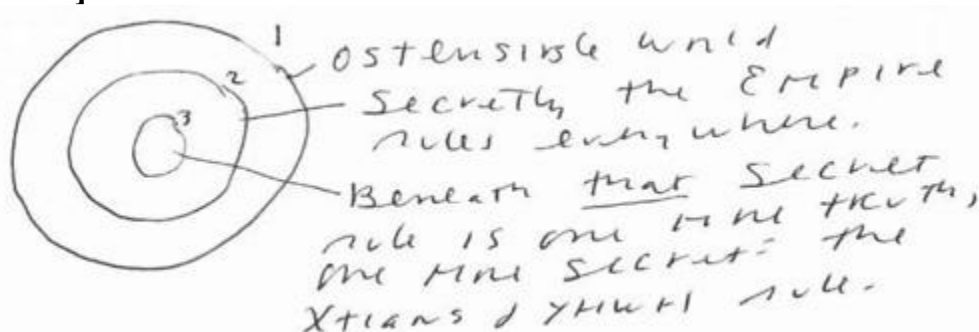 1
Ostensible world
2
Secretly the Empire
rules everywhere.
3
Beneath that secret
rule is one more truth,
one more secret: the
Xtians & YHWH rule.